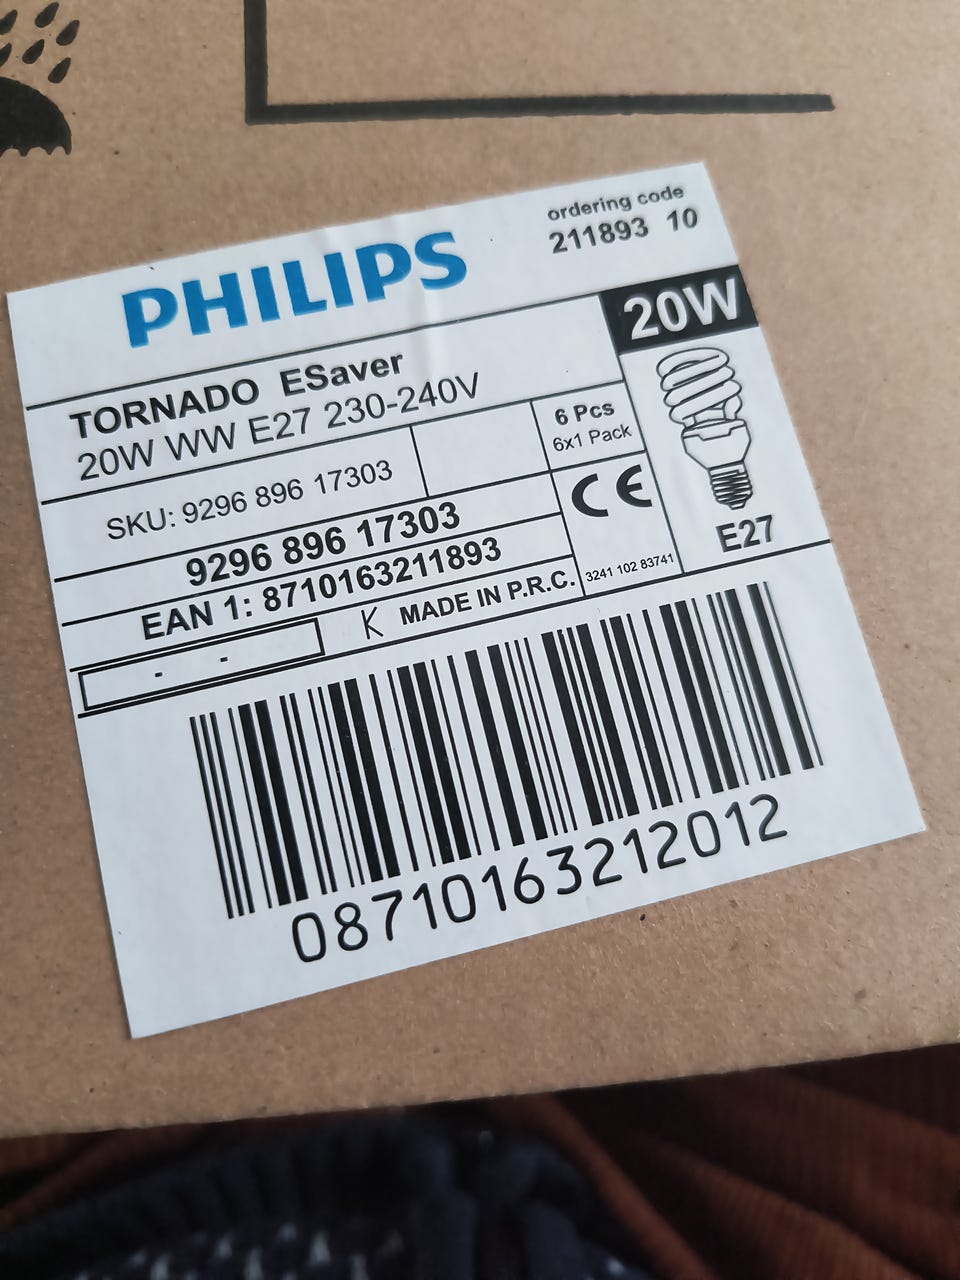 PHILIPS
ordering code
211893 10
20W
TORNADO ESaver
20W WW E27 230-240V
6 Pcs
6x1 Pack
SKU: 9296 896 17303
CE
9296 896 17303
E27
EAN 1: 8710163211893
3241 102 83741
- -
K MADE IN P.R.C.
08710163212012